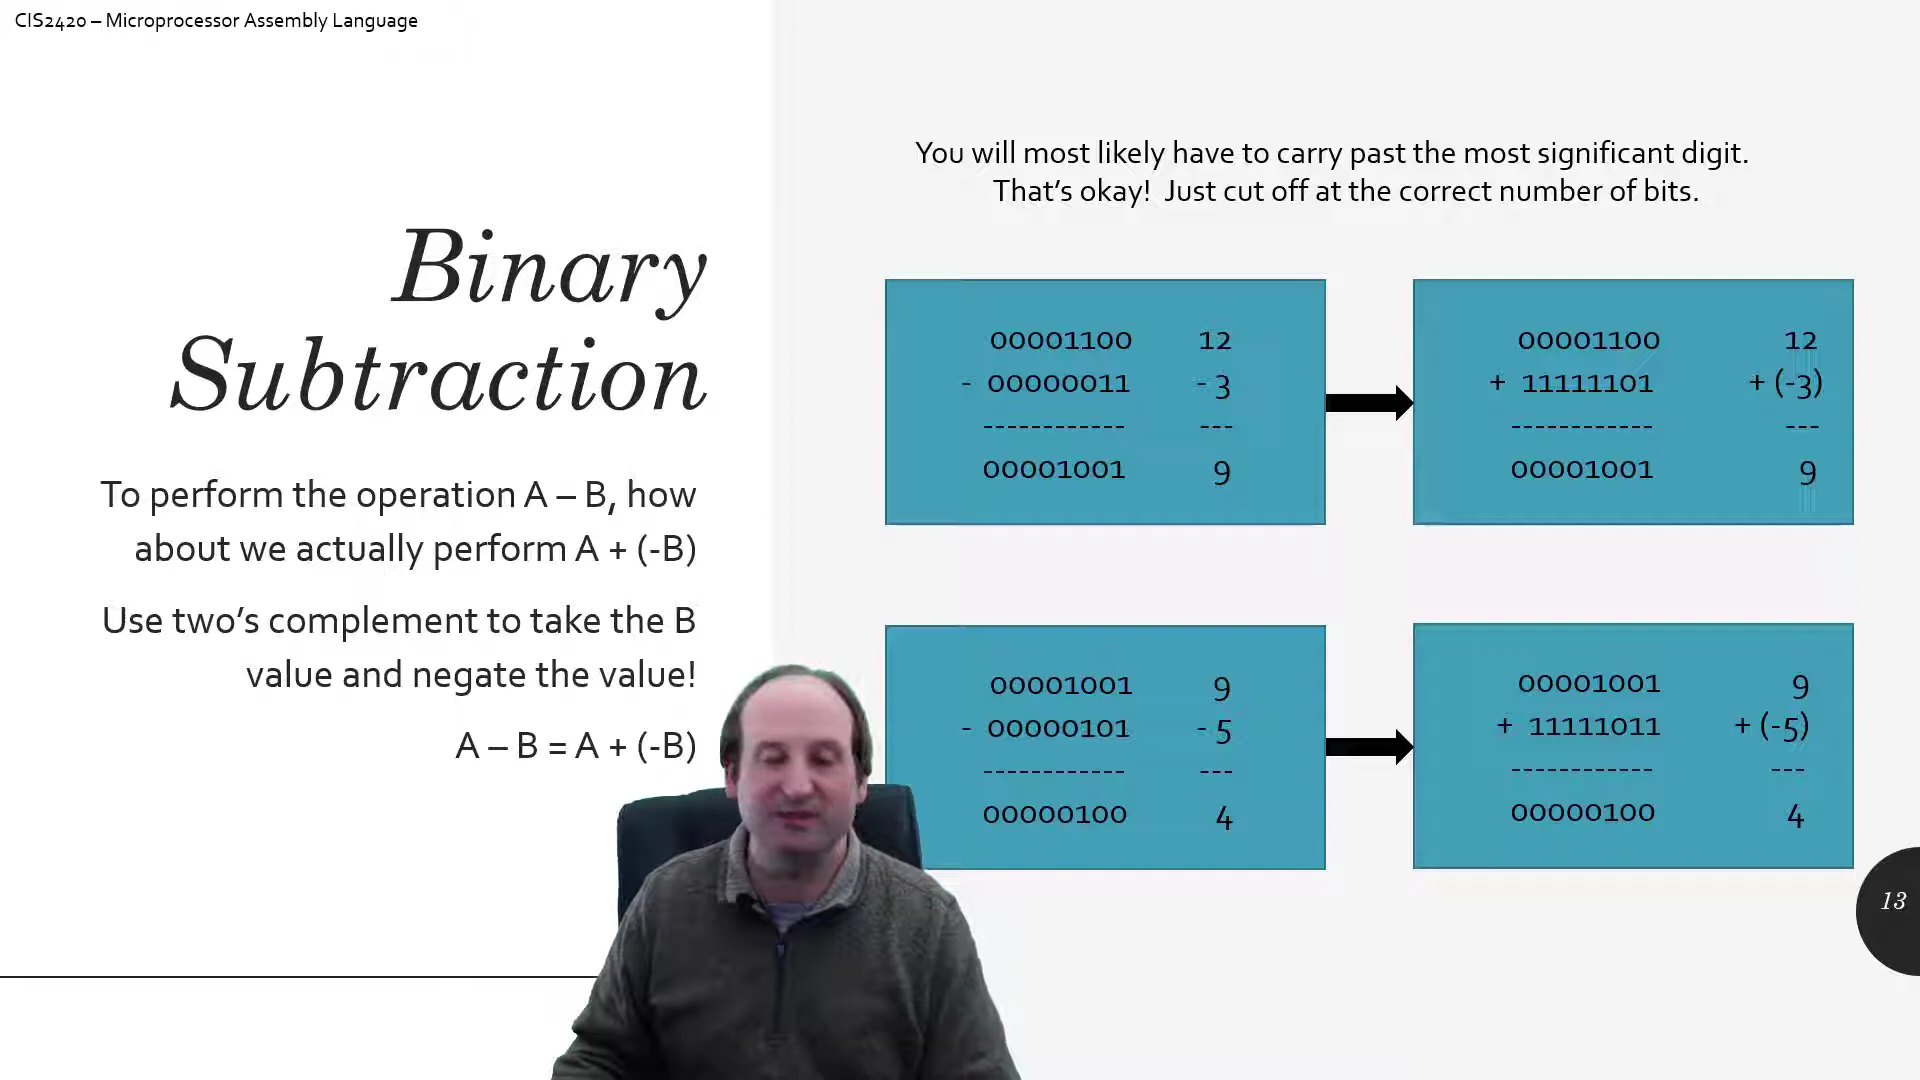 CIS2420 – Microprocessor Assembly Language
Binary
Subtraction
To perform the operation A – B, how
about we actually perform A + (-B)
Use two’s complement to take the B
value and negate the value!
A – B = A + (-B)
You will most likely have to carry past the most significant digit.
That’s okay!  Just cut off at the correct number of bits.
00001100 12
- 00000011 - 3
------------ ---
00001001 9
00001100 12
+ 11111101 + (-3)
------------ ---
00001001 9
00001001 9
- 00000101 - 5
------------ ---
00000100 4
00001001 9
+ 11111011 + (-5)
------------ ---
00000100 4
13